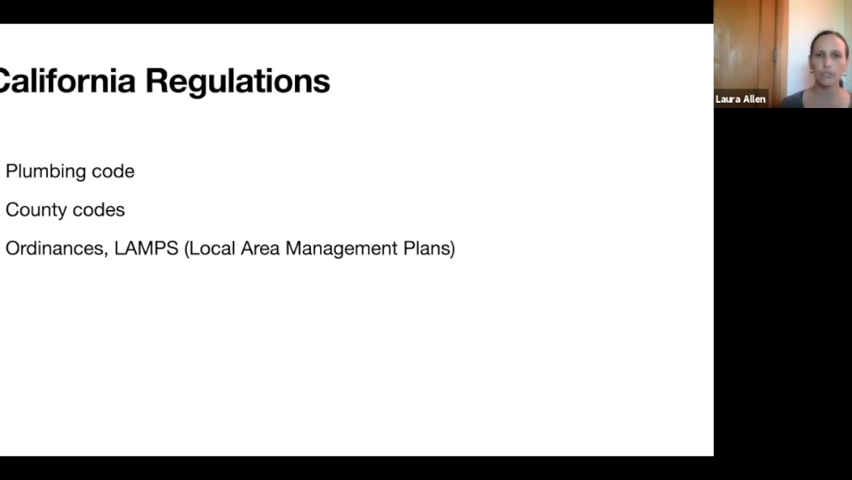 California Regulations
Plumbing code
County codes
Ordinances, LAMPS (Local Area Management Plans)
Laura Allen